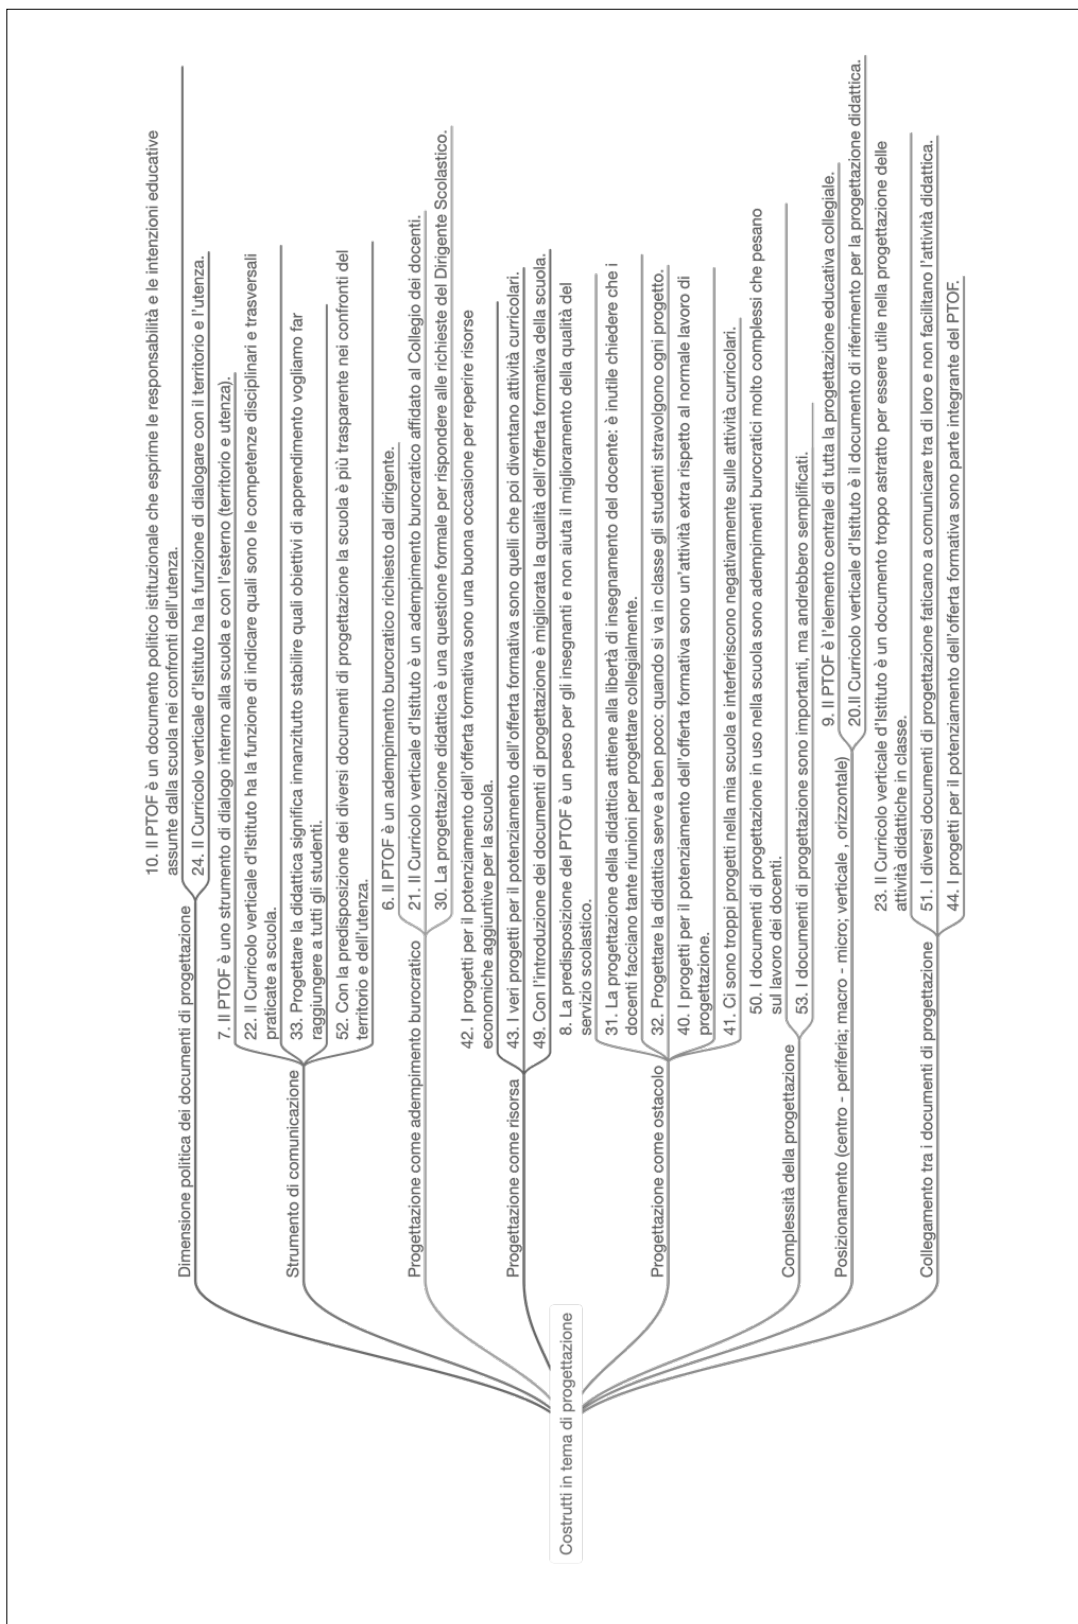 Costrutti in tema di progettazione
Dimensione politica dei documenti di progettazione
10. Il PTOF è un documento politico istituzionale che esprime le responsabilità e le intenzioni educative
assunte dalla scuola nei confronti dell'utenza.
24. Il Curricolo verticale d'Istituto ha la funzione di dialogare con il territorio e l'utenza.
Strumento di comunicazione
7. Il PTOF è uno strumento di dialogo interno alla scuola e con l'esterno (territorio e utenza).
22. Il Curricolo verticale d'Istituto ha la funzione di indicare quali sono le competenze disciplinari e trasversali
praticate a scuola.
33. Progettare la didattica significa innanzitutto stabilire quali obiettivi di apprendimento vogliamo far
raggiungere a tutti gli studenti.
52. Con la predisposizione dei diversi documenti di progettazione la scuola è più trasparente nei confronti del
territorio e dell'utenza.
Progettazione come adempimento burocratico
6. Il PTOF è un adempimento burocratico richiesto dal dirigente.
21. Il Curricolo verticale d'Istituto è un adempimento burocratico affidato al Collegio dei docenti.
30. La progettazione didattica è una questione formale per rispondere alle richieste del Dirigente Scolastico.
Progettazione come risorsa
42. I progetti per il potenziamento dell'offerta formativa sono una buona occasione per reperire risorse
economiche aggiuntive per la scuola.
43. I veri progetti per il potenziamento dell'offerta formativa sono quelli che poi diventano attività curricolari.
49. Con l'introduzione dei documenti di progettazione è migliorata la qualità dell'offerta formativa della scuola.
Progettazione come ostacolo
8. La predisposizione del PTOF è un peso per gli insegnanti e non aiuta il miglioramento della qualità del
servizio scolastico.
31. La progettazione della didattica attiene alla libertà di insegnamento del docente: è inutile chiedere che i
docenti facciano tante riunioni per progettare collegialmente.
32. Progettare la didattica serve a ben poco: quando si va in classe gli studenti stravolgono ogni progetto.
40. I progetti per il potenziamento dell'offerta formativa sono un'attività extra rispetto al normale lavoro di
progettazione.
41. Ci sono troppi progetti nella mia scuola e interferiscono negativamente sulle attività curricolari.
Complessità della progettazione
50. I documenti di progettazione in uso nella scuola sono adempimenti burocratici molto complessi che pesano
sul lavoro dei docenti.
53. I documenti di progettazione sono importanti, ma andrebbero semplificati.
Posizionamento (centro - periferia; macro - micro; verticale , orizzontale)
9. Il PTOF è l'elemento centrale di tutta la progettazione educativa collegiale.
20.Il Curricolo verticale d'Istituto è il documento di riferimento per la progettazione didattica.
Collegamento tra i documenti di progettazione
23. Il Curricolo verticale d'Istituto è un documento troppo astratto per essere utile nella progettazione delle
attività didattiche in classe.
51. I diversi documenti di progettazione faticano a comunicare tra di loro e non facilitano l'attività didattica.
44. I progetti per il potenziamento dell'offerta formativa sono parte integrante del PTOF.